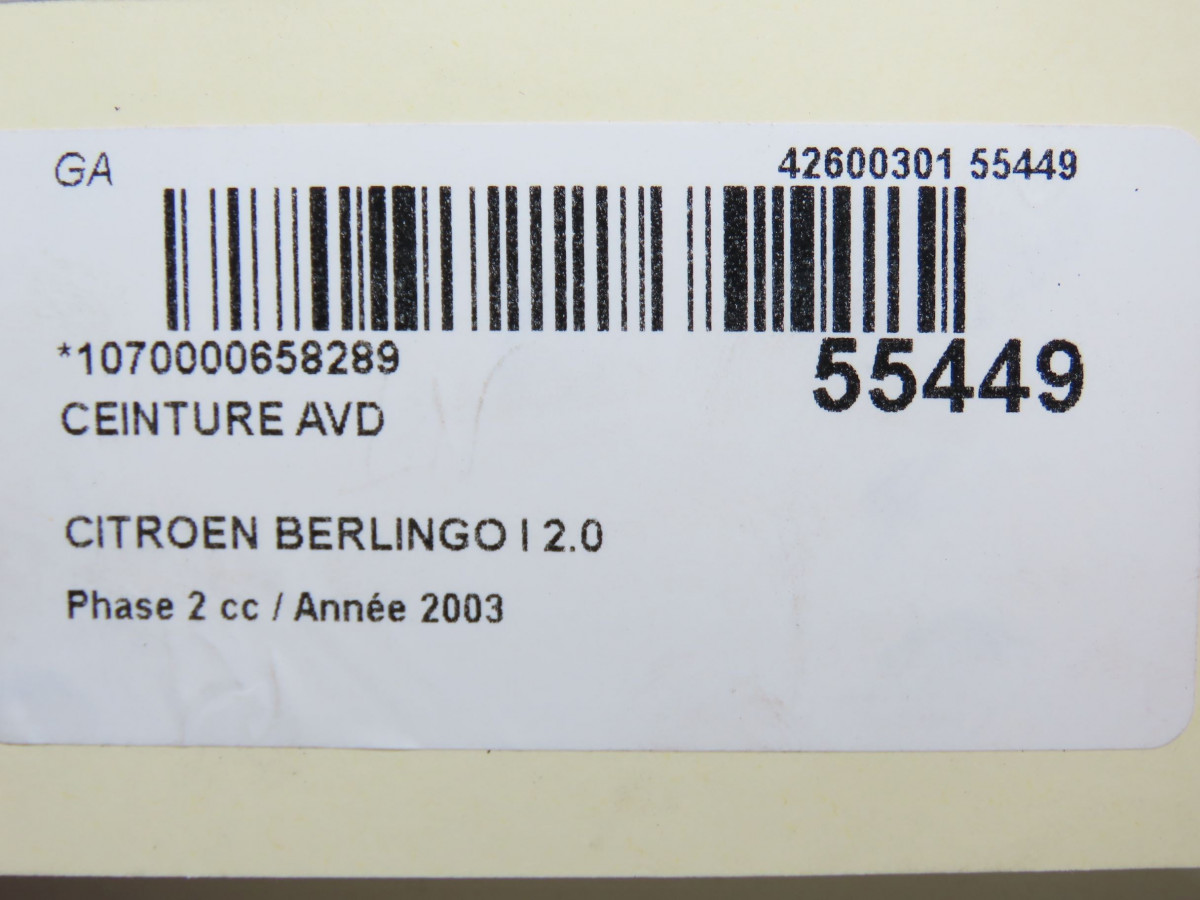 GA
42600301 55449
*1070000658289
55449
CEINTURE AVD
CITROEN BERLINGO I 2.0
Phase 2 cc / Année 2003